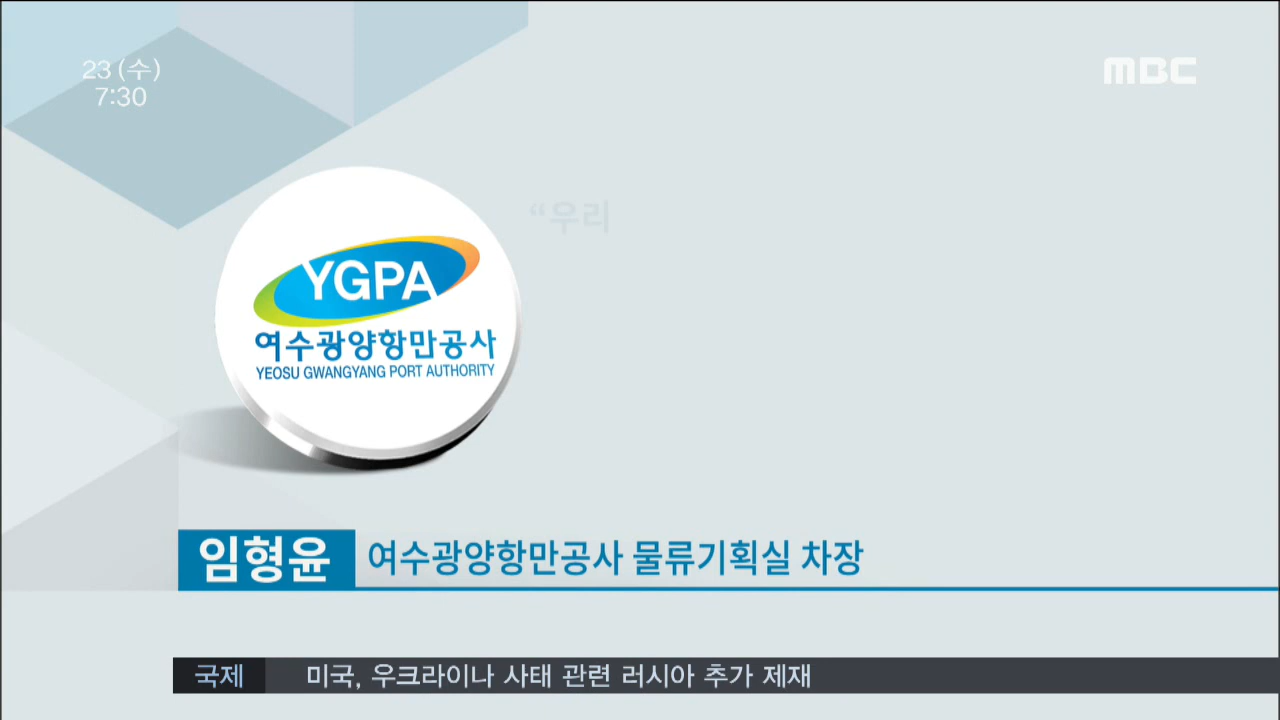 23 (수)
7:30
MBC
“우리
YGPA
여수광양항만공사
YEOSU GWANGYANG PORT AUTHORITY
임형윤 여수광양항만공사 물류기획실 차장
국제 미국, 우크라이나 사태 관련 러시아 추가 제재